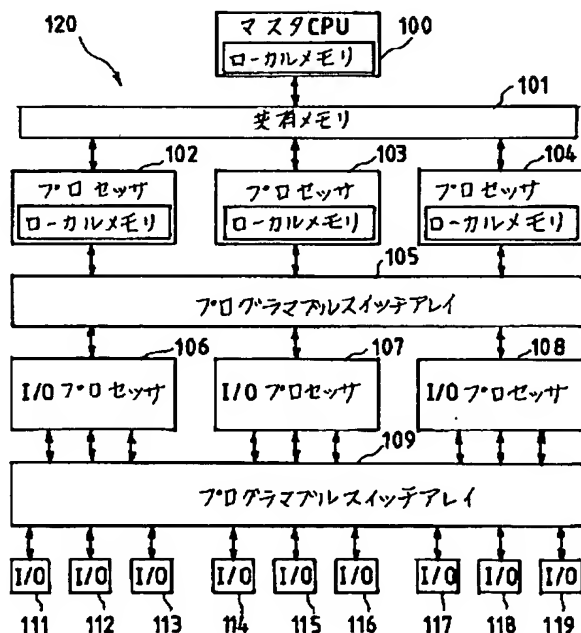 マスタCPU
120
ローカルメモリ
100
101
共有メモリ
102
103
104
プロセッサ
プロセッサ
プロセッサ
ローカルメモリ
ローカルメモリ
ローカルメモリ
105
プログラマブルスイッチアレイ
106
107
108
I/Oプロセッサ
I/Oプロセッサ
I/Oプロセッサ
109
プログラマブルスイッチアレイ
I/O
I/O
I/O
I/O
I/O
I/O
I/O
I/O
I/O
111
112
113
114
115
116
117
118
119